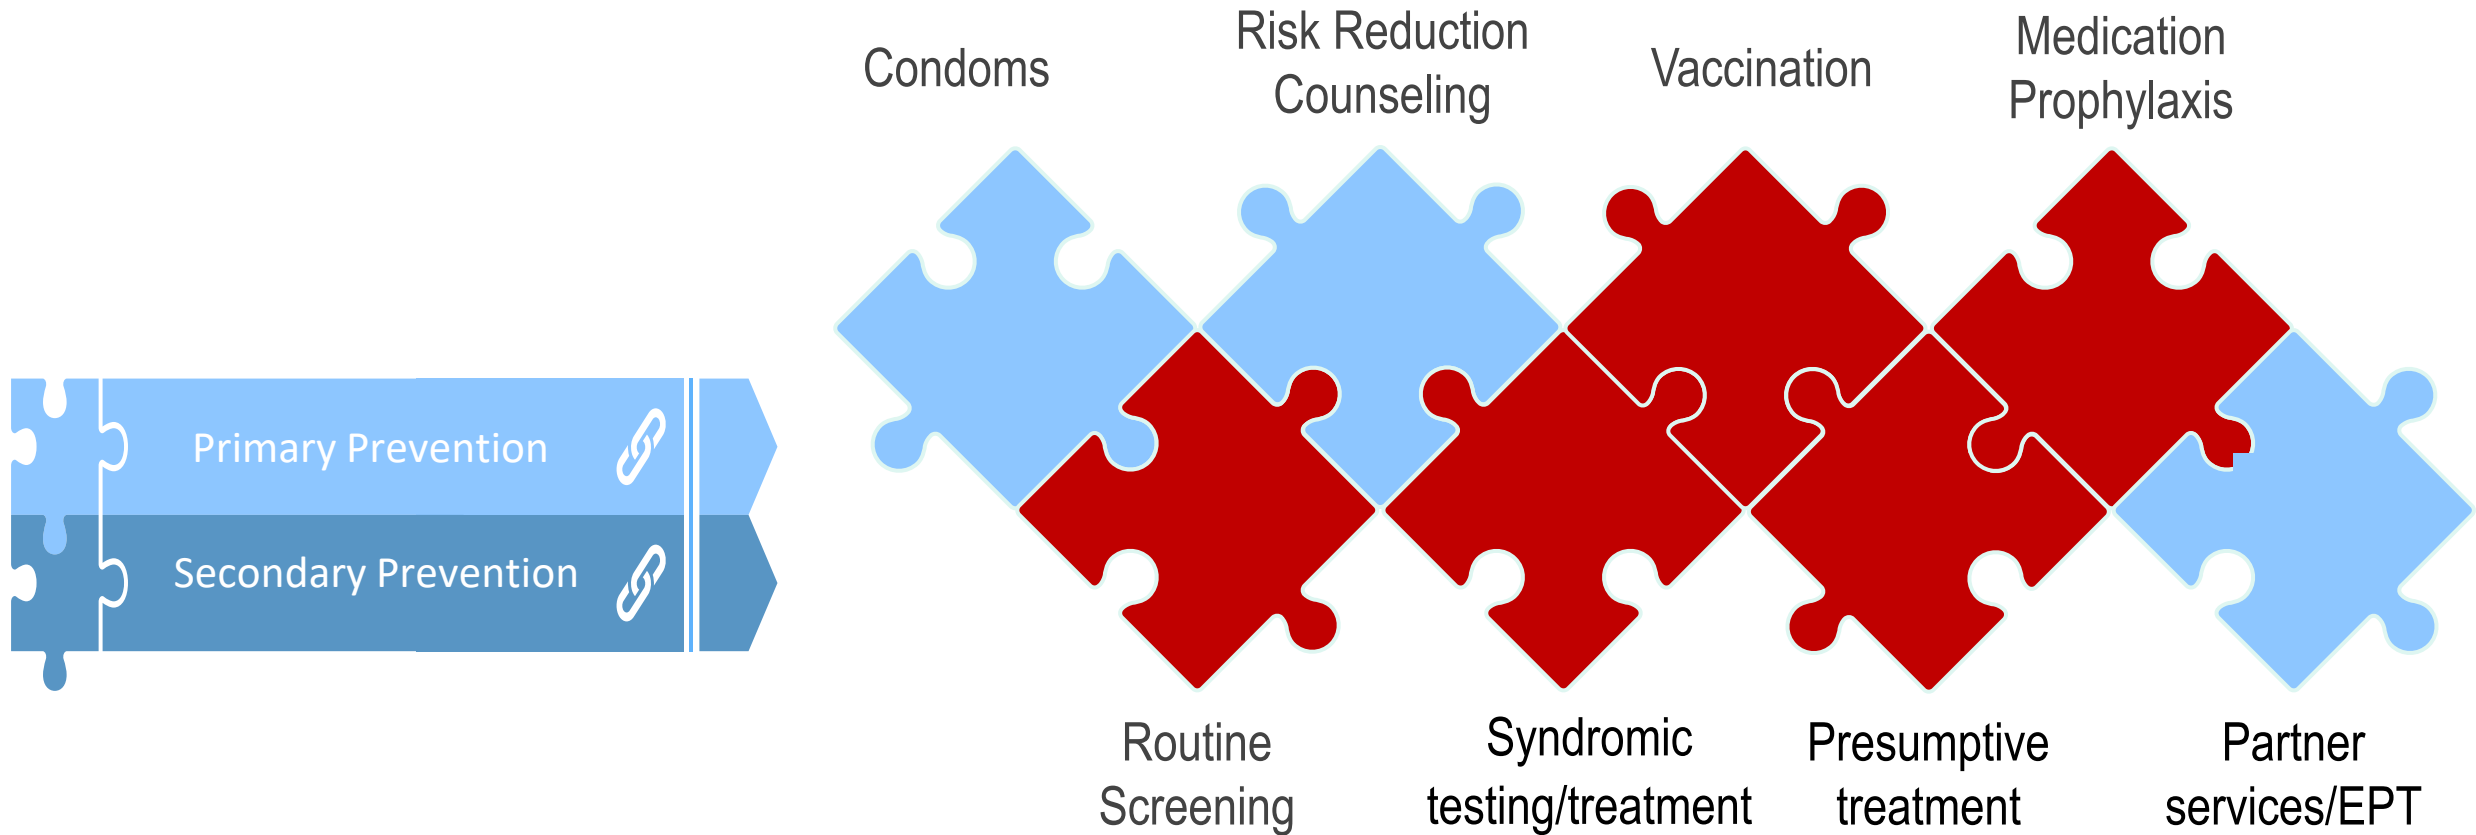 Condoms
Risk Reduction
Counseling
Vaccination
Medication
Prophylaxis
Primary Prevention
Secondary Prevention
Routine
Screening
Syndromic
testing/treatment
Presumptive
treatment
Partner
services/EPT